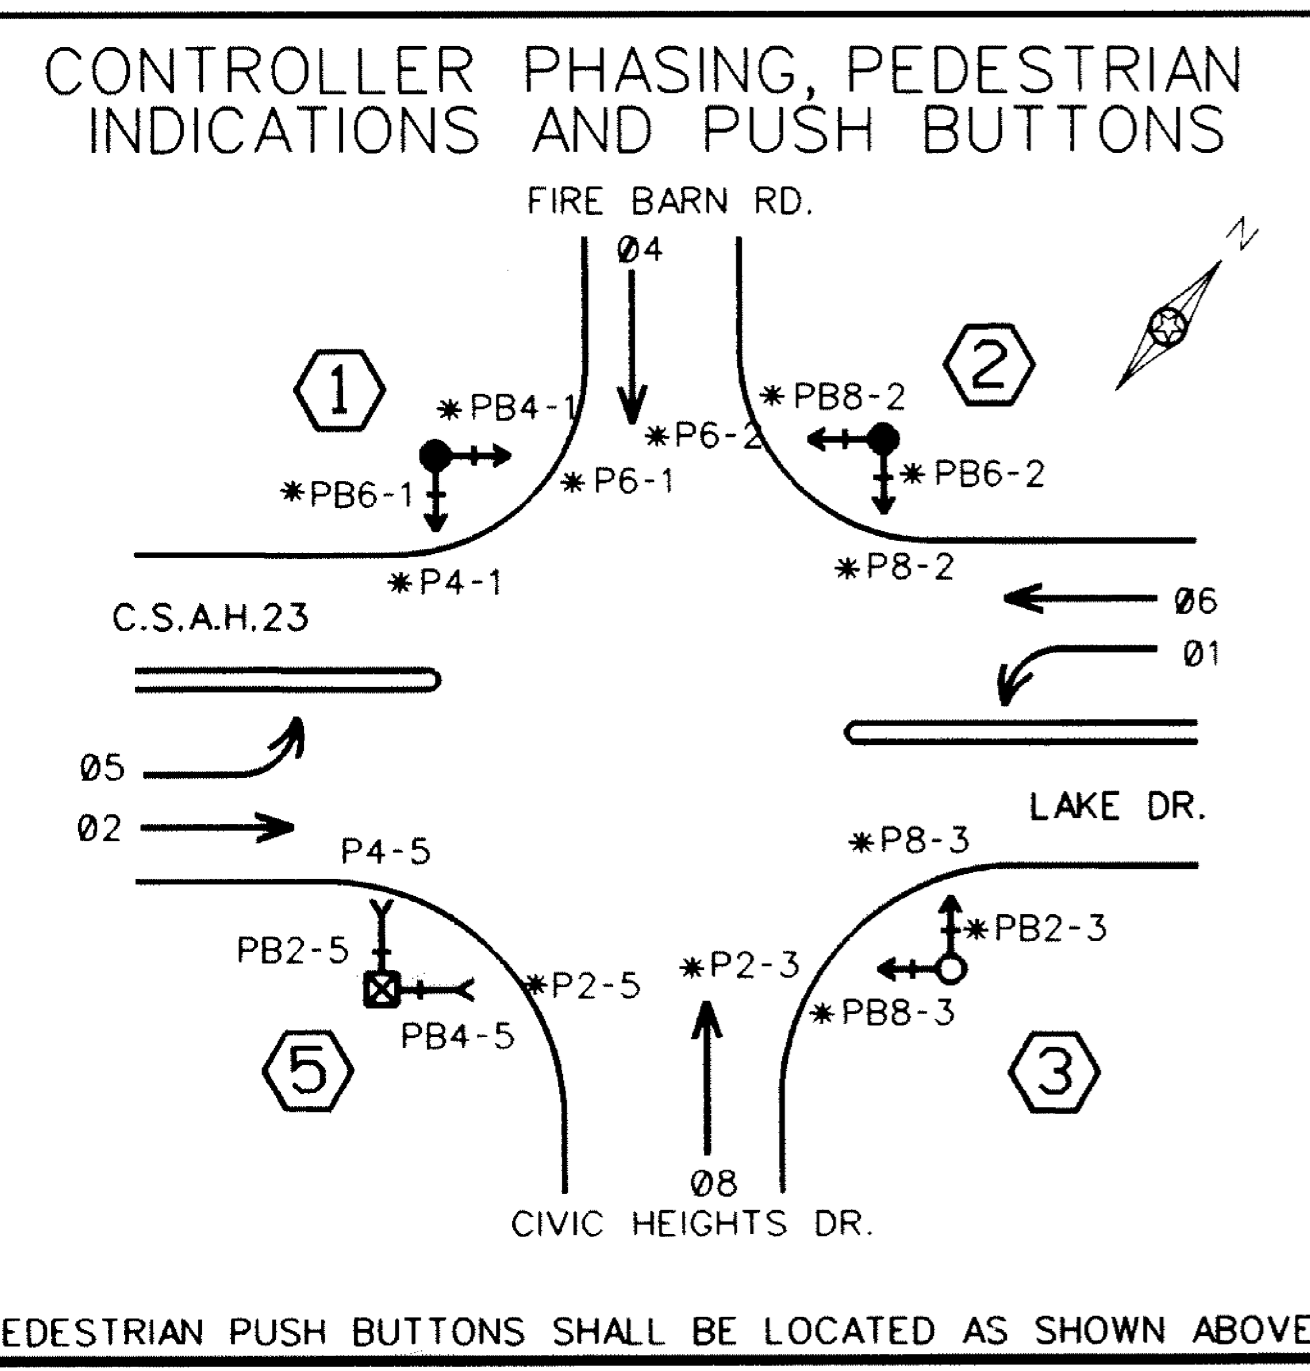 CONTROLLER PHASING, PEDESTRIAN
INDICATIONS AND PUSH BUTTONS
FIRE BARN RD.
Ø4
N
1
2
*PB4-1
*PB8-2
*P6-2
*PB6-1
*P6-1
*PB6-2
*P4-1
*P8-2
C.S.A.H.23
Ø6
Ø1
Ø5
Ø2
LAKE DR.
P4-5
*P8-3
PB2-5
*PB2-3
*P2-5
*P2-3
PB4-5
*PB8-3
5
3
Ø8
CIVIC HEIGHTS DR.
EDESTRIAN PUSH BUTTONS SHALL BE LOCATED AS SHOWN ABOVE